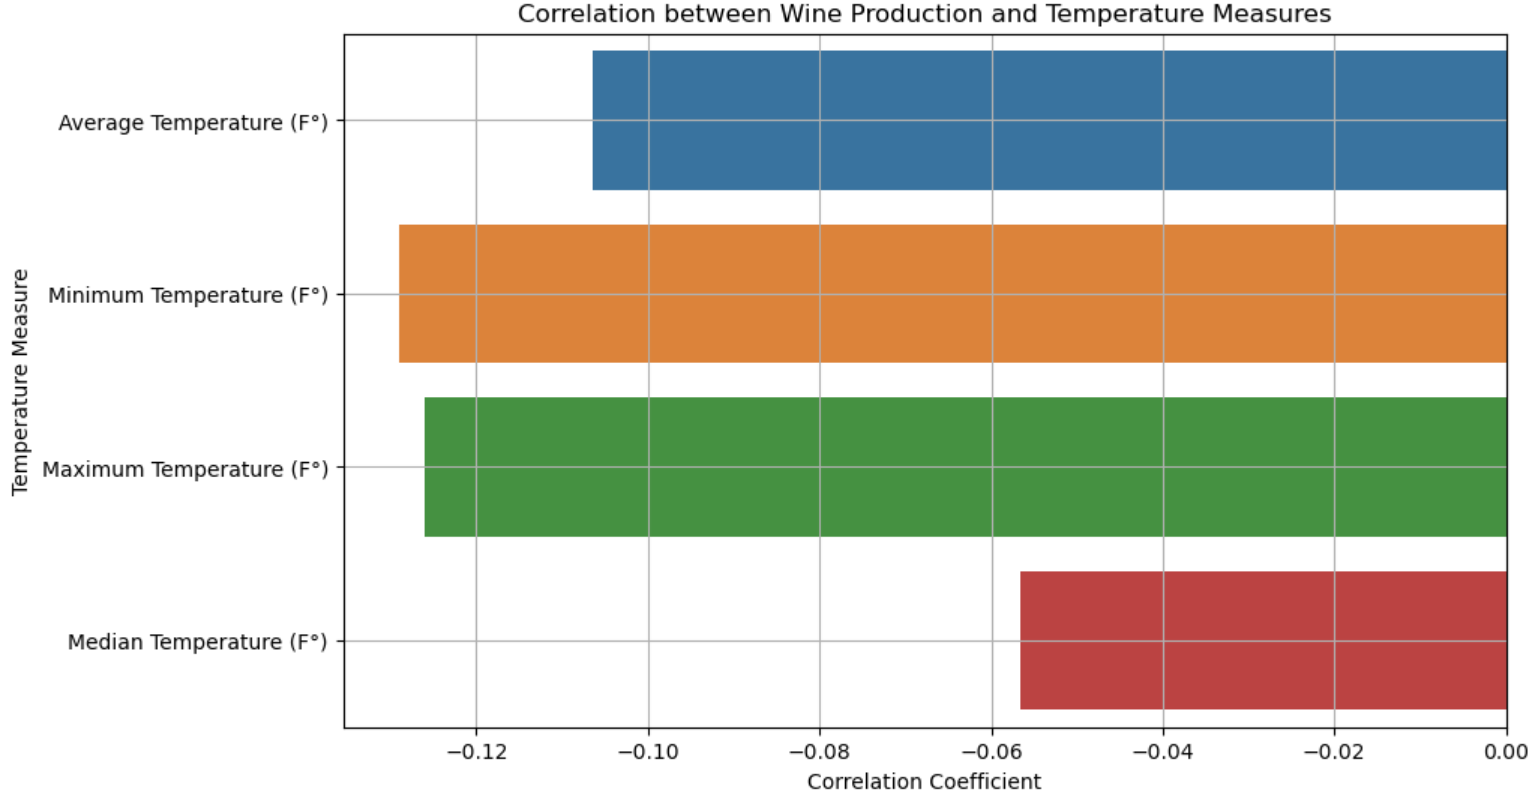 Correlation between Wine Production and Temperature Measures
Temperature Measure
Average Temperature (F°)
Minimum Temperature (F°)
Maximum Temperature (F°)
Median Temperature (F°)
−0.12 −0.10 −0.08 −0.06 −0.04 −0.02 0.00
Correlation Coefficient